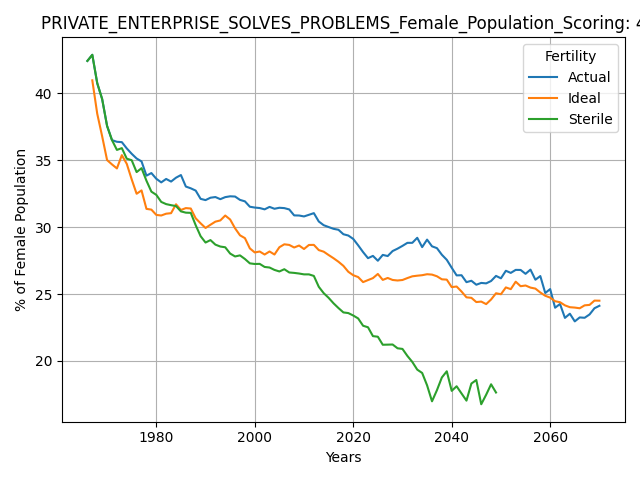 PRIVATE_ENTERPRISE_SOLVES_PROBLEMS_Female_Population_Scoring: 4
Fertility
Actual
Ideal
Sterile
% of Female Population
40
35
30
25
20
1980
2000
2020
2040
2060
Years